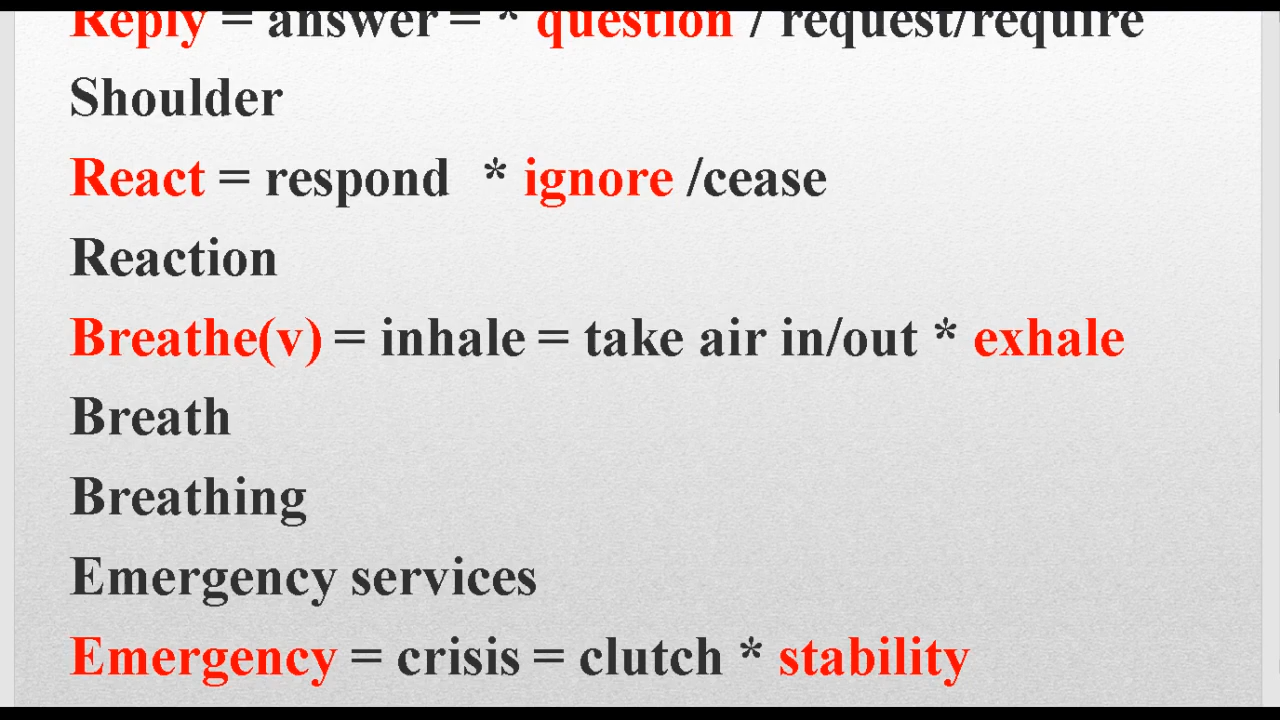 Reply = answer = * question / request/require
Shoulder
React = respond * ignore /cease
Reaction
Breathe(v) = inhale = take air in/out * exhale
Breath
Breathing
Emergency services
Emergency = crisis = clutch * stability